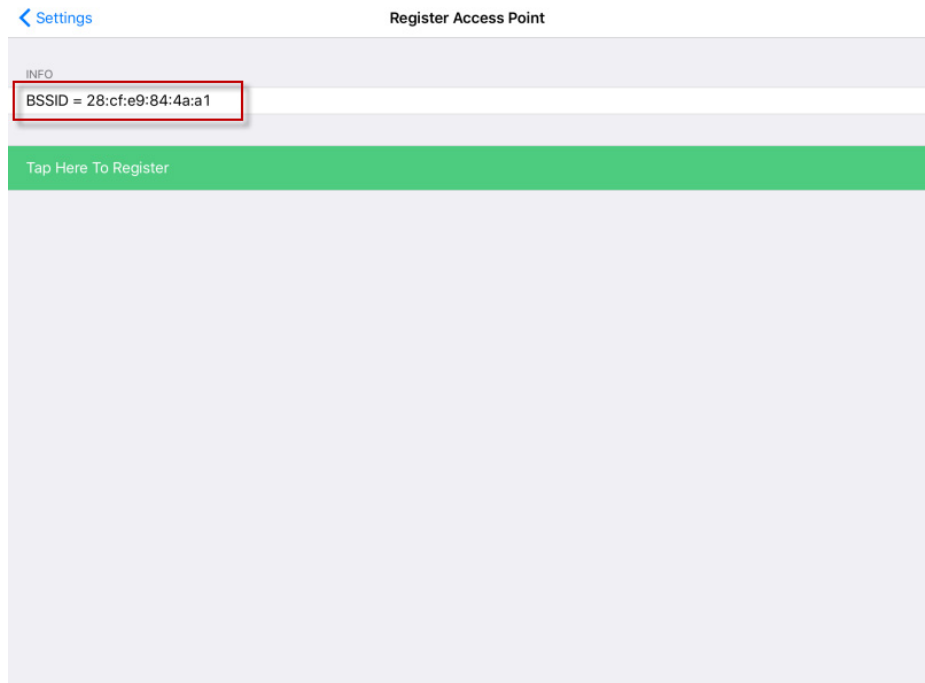 Settings
Register Access Point
INFO
BSSID = 28:cf:e9:84:4a:a1
Tap Here To Register